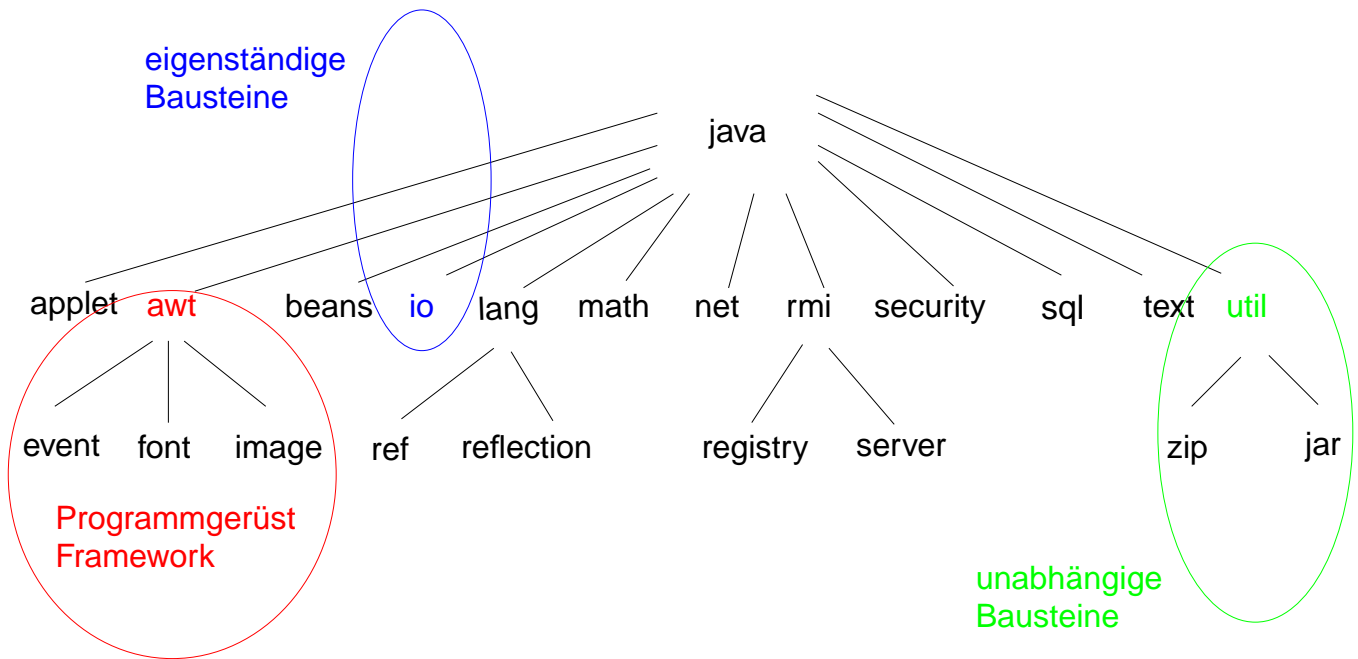 eigenständige
Bausteine
java
applet awt beans io lang math net rmi security sql text util
event font image ref reflection registry server zip jar
Programmgerüst
Framework
unabhängige
Bausteine